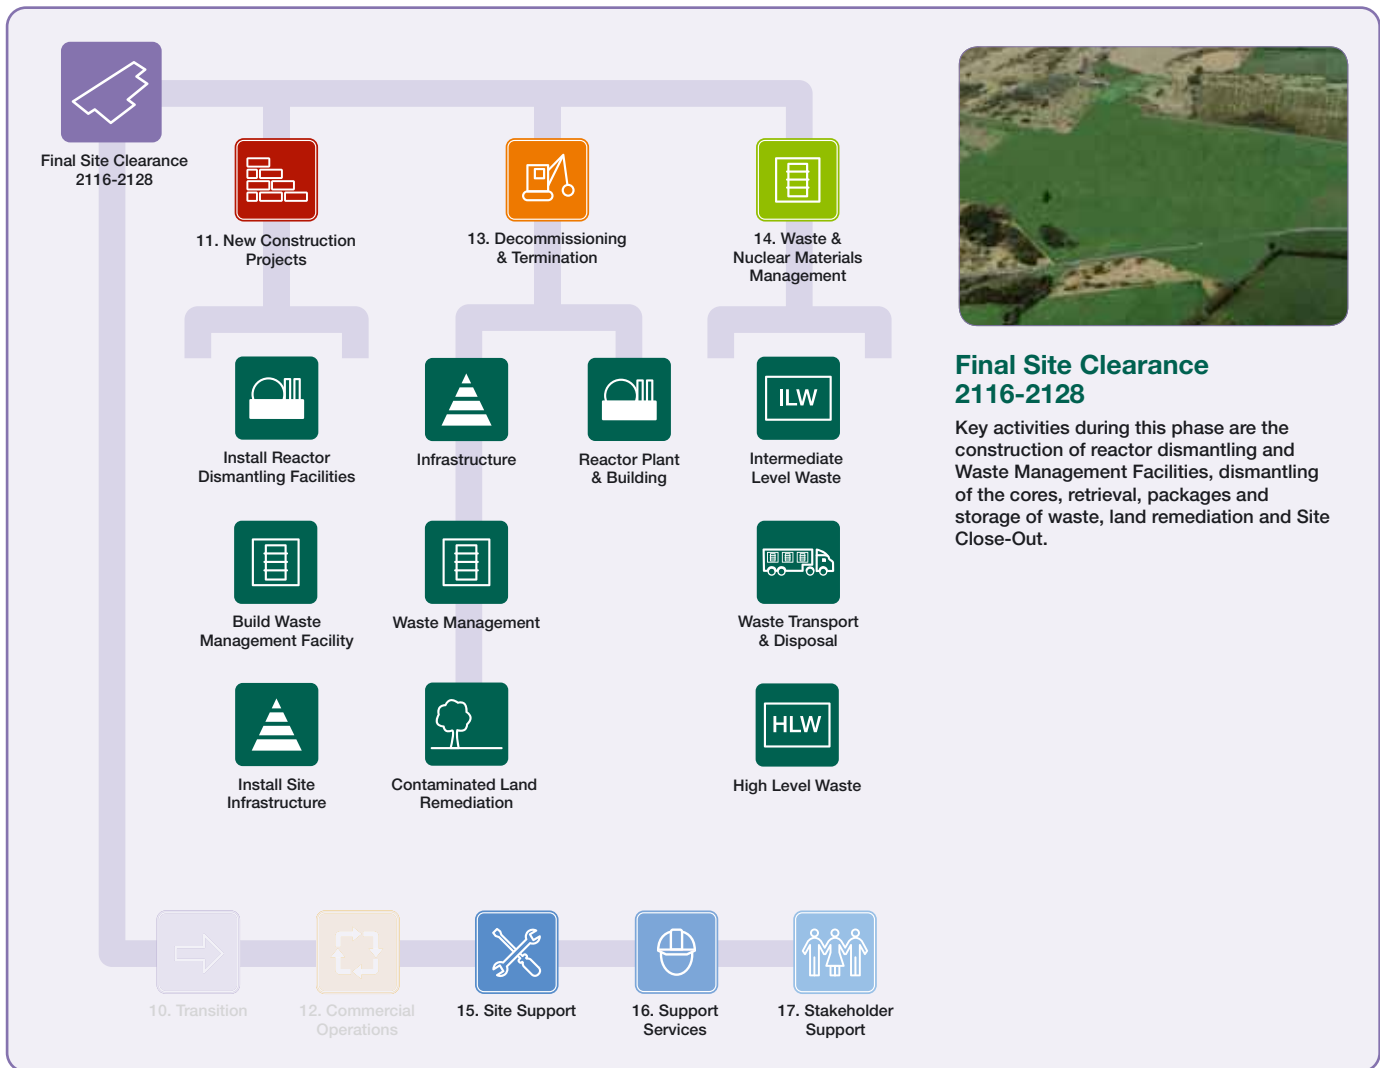 Final Site Clearance
2116-2128
11. New Construction
Projects
13. Decommissioning
& Termination
14. Waste &
Nuclear Materials
Management
Install Reactor
Dismantling Facilities
Infrastructure
Reactor Plant
& Building
ILW
Intermediate
Level Waste
Build Waste
Management Facility
Waste Management
Waste Transport
& Disposal
Install Site
Infrastructure
Contaminated Land
Remediation
HLW
High Level Waste
10. Transition
12. Commercial
Operations
15. Site Support
16. Support
Services
17. Stakeholder
Support
Final Site Clearance
2116-2128
Key activities during this phase are the
construction of reactor dismantling and
Waste Management Facilities, dismantling
of the cores, retrieval, packages and
storage of waste, land remediation and Site
Close-Out.